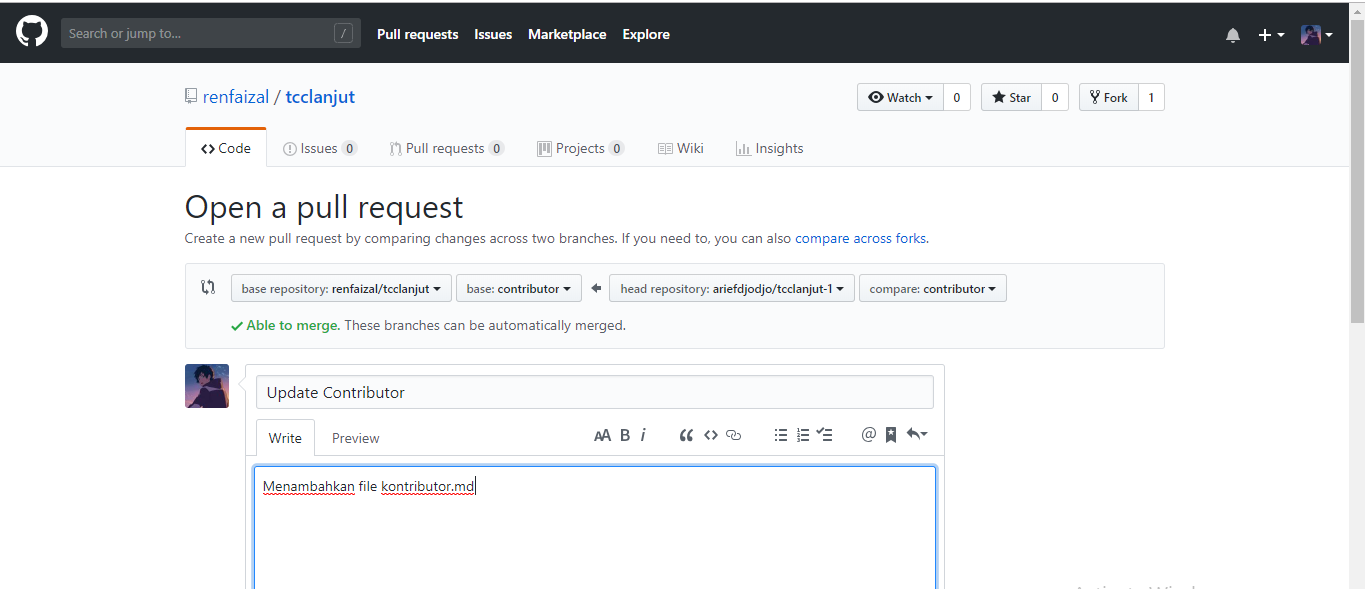 Search or jump to... /
Pull requests Issues Marketplace Explore
renfaizal / tcclanjut
Watch 0 Star 0 Fork 1
Code Issues 0 Pull requests 0 Projects 0 Wiki Insights
Open a pull request
Create a new pull request by comparing changes across two branches. If you need to, you can also compare across forks.
base repository: renfaizal/tcclanjut base: contributor head repository: ariefdjodjo/tcclanjut-1 compare: contributor
Able to merge. These branches can be automatically merged.
Update Contributor
Write Preview AA B i “ <> @
Menambahkan file kontributor.md